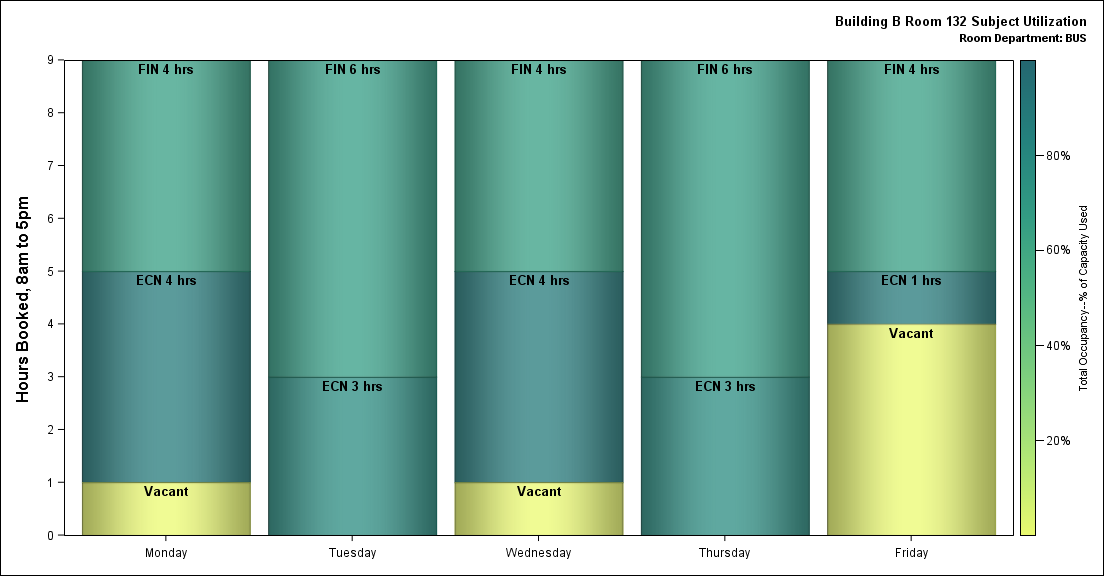 Building B Room 132 Subject Utilization
Room Department: BUS
Hours Booked, 8am to 5pm
9
8
7
6
5
4
3
2
1
0
FIN 4 hrs
ECN 4 hrs
Vacant
FIN 6 hrs
ECN 3 hrs
FIN 4 hrs
ECN 4 hrs
Vacant
FIN 6 hrs
ECN 3 hrs
FIN 4 hrs
ECN 1 hrs
Vacant
Monday
Tuesday
Wednesday
Thursday
Friday
80%
60%
40%
20%
Total Occupancy--% of Capacity Used